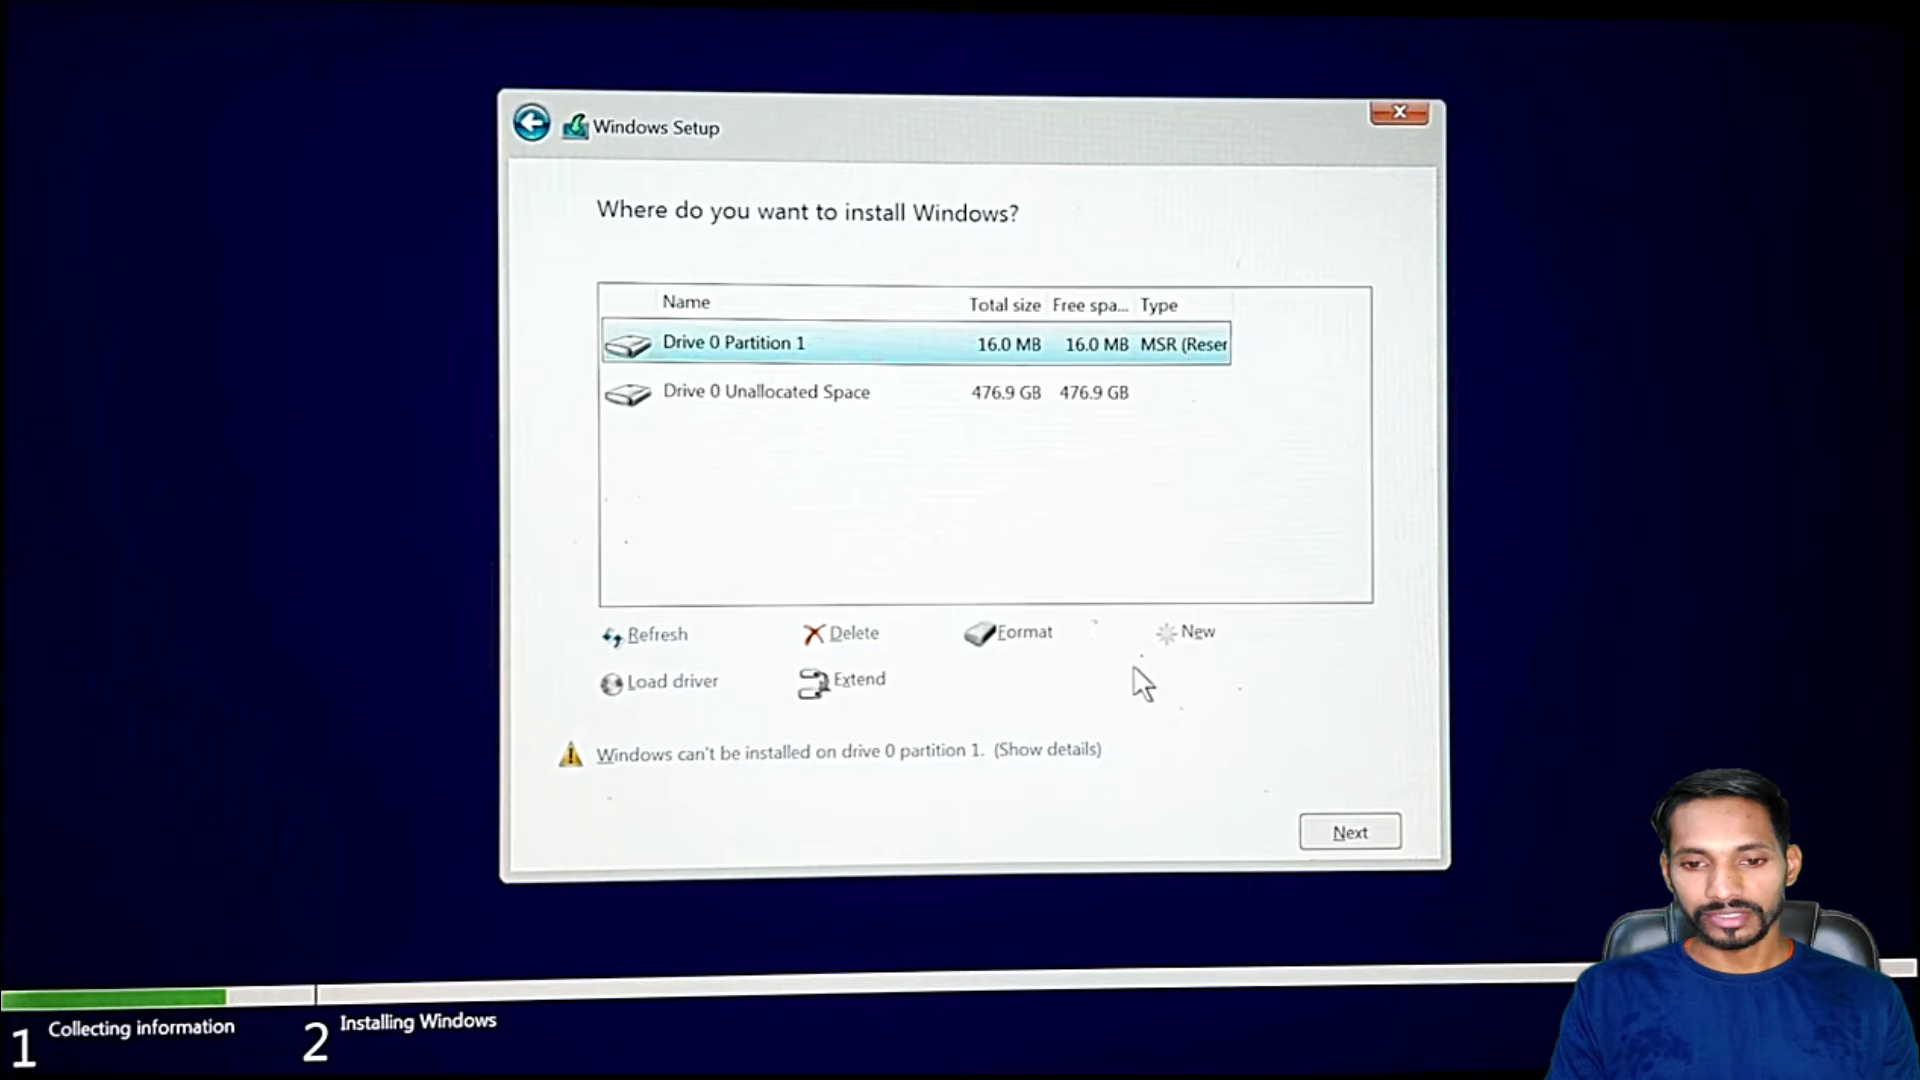 Windows Setup
Where do you want to install Windows?
Name Total size Free spa... Type
Drive 0 Partition 1 16.0 MB 16.0 MB MSR (Reser
Drive 0 Unallocated Space 476.9 GB 476.9 GB
Refresh Delete Format New
Load driver Extend
Windows can't be installed on drive 0 partition 1. (Show details)
Next
1 Collecting information 2 Installing Windows